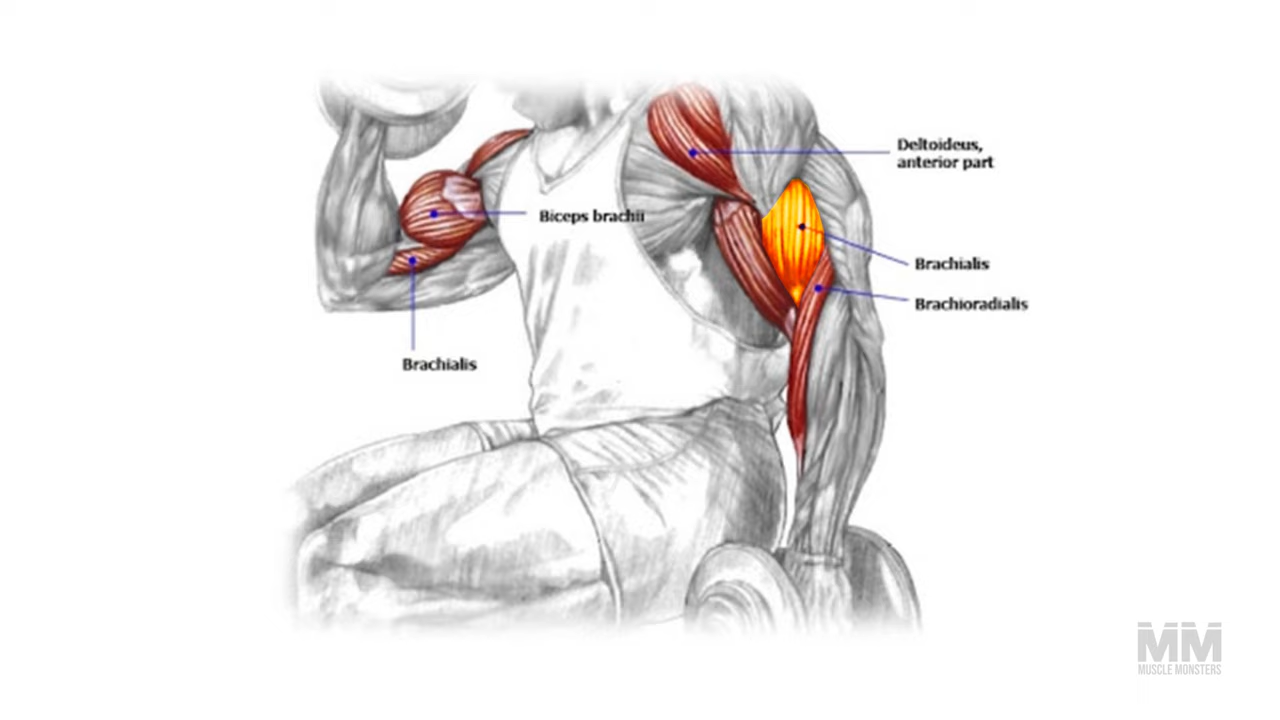 Deltoideus,
anterior part
Biceps brachii
Brachialis
Brachioradialis
Brachialis
MM
MUSCLE MONSTERS